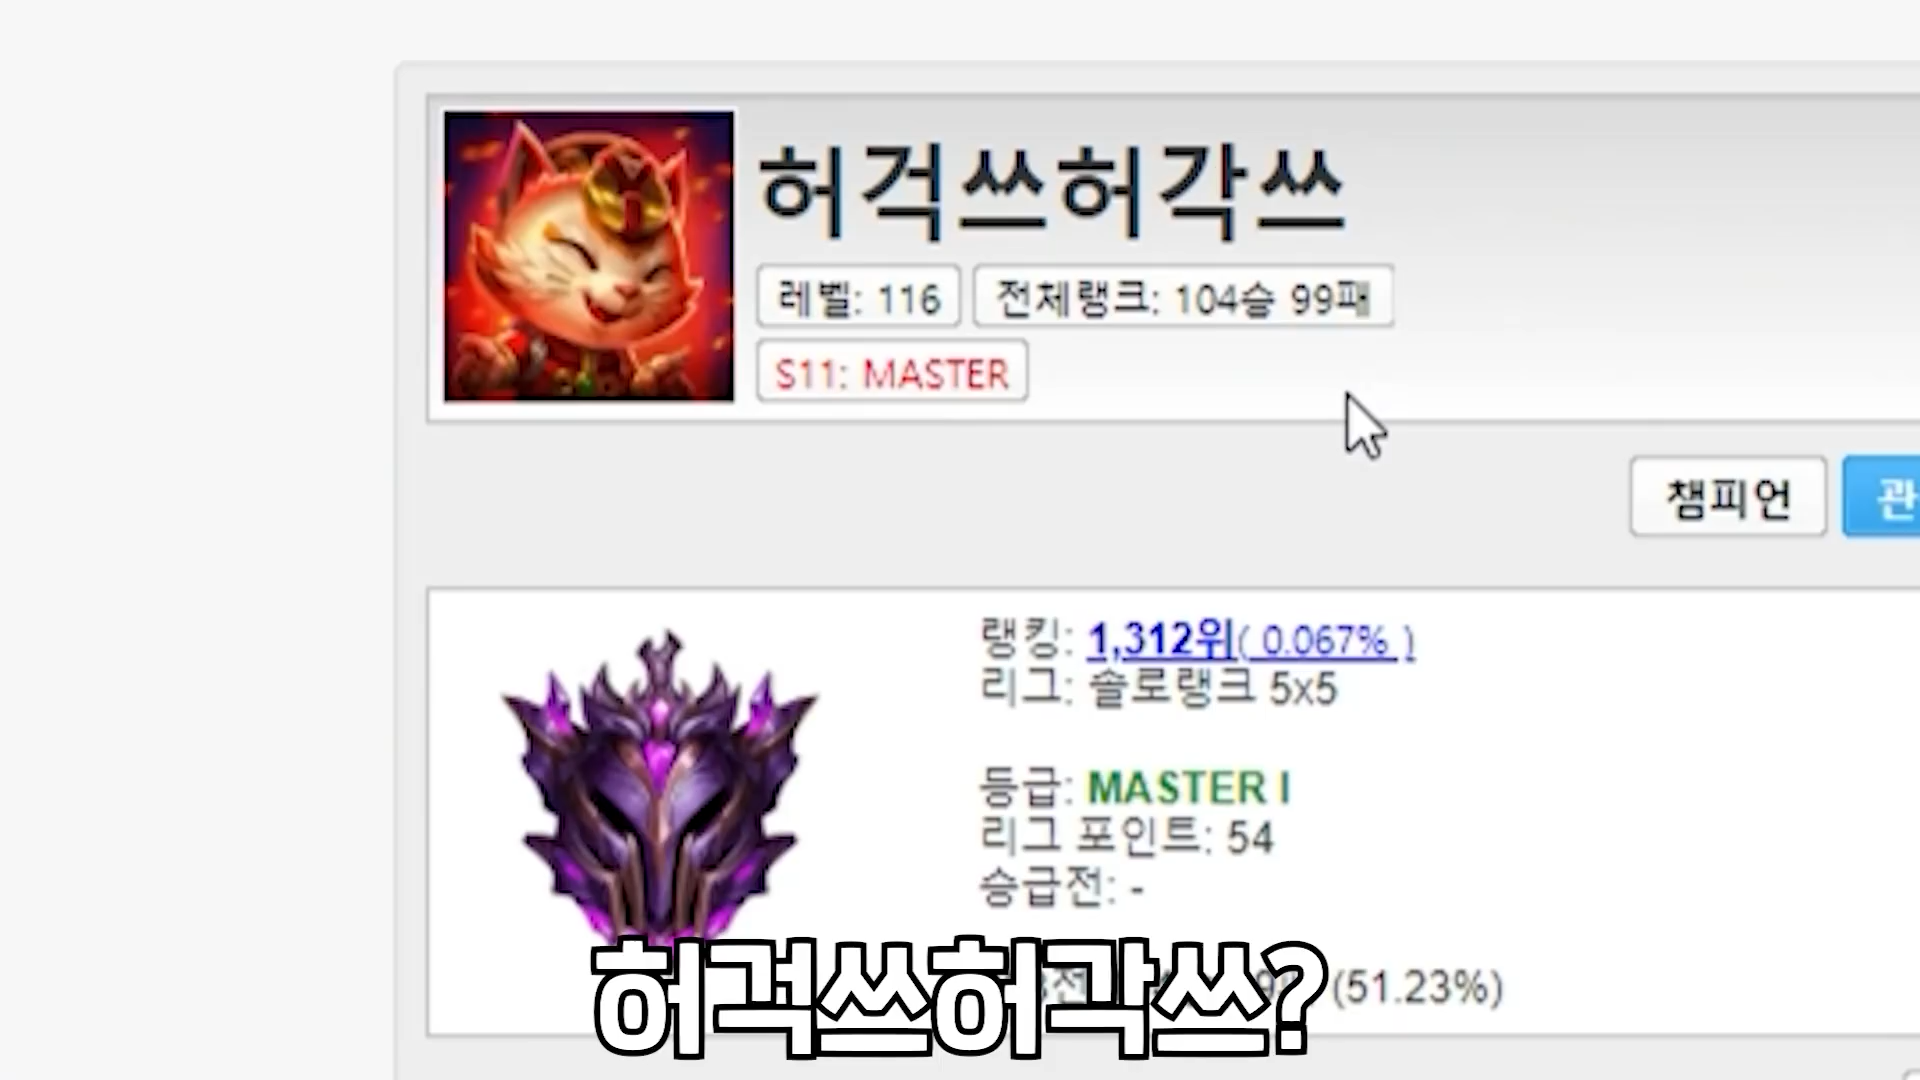 허걱쓰허각쓰
레벨: 116 전체랭크: 104승 99패
S11: MASTER
챔피언 관
랭킹: 1,312위( 0.067% )
리그: 솔로랭크 5x5
등급: MASTER I
리그 포인트: 54
승급전: -
(51.23%)
허걱쓰허각쓰?